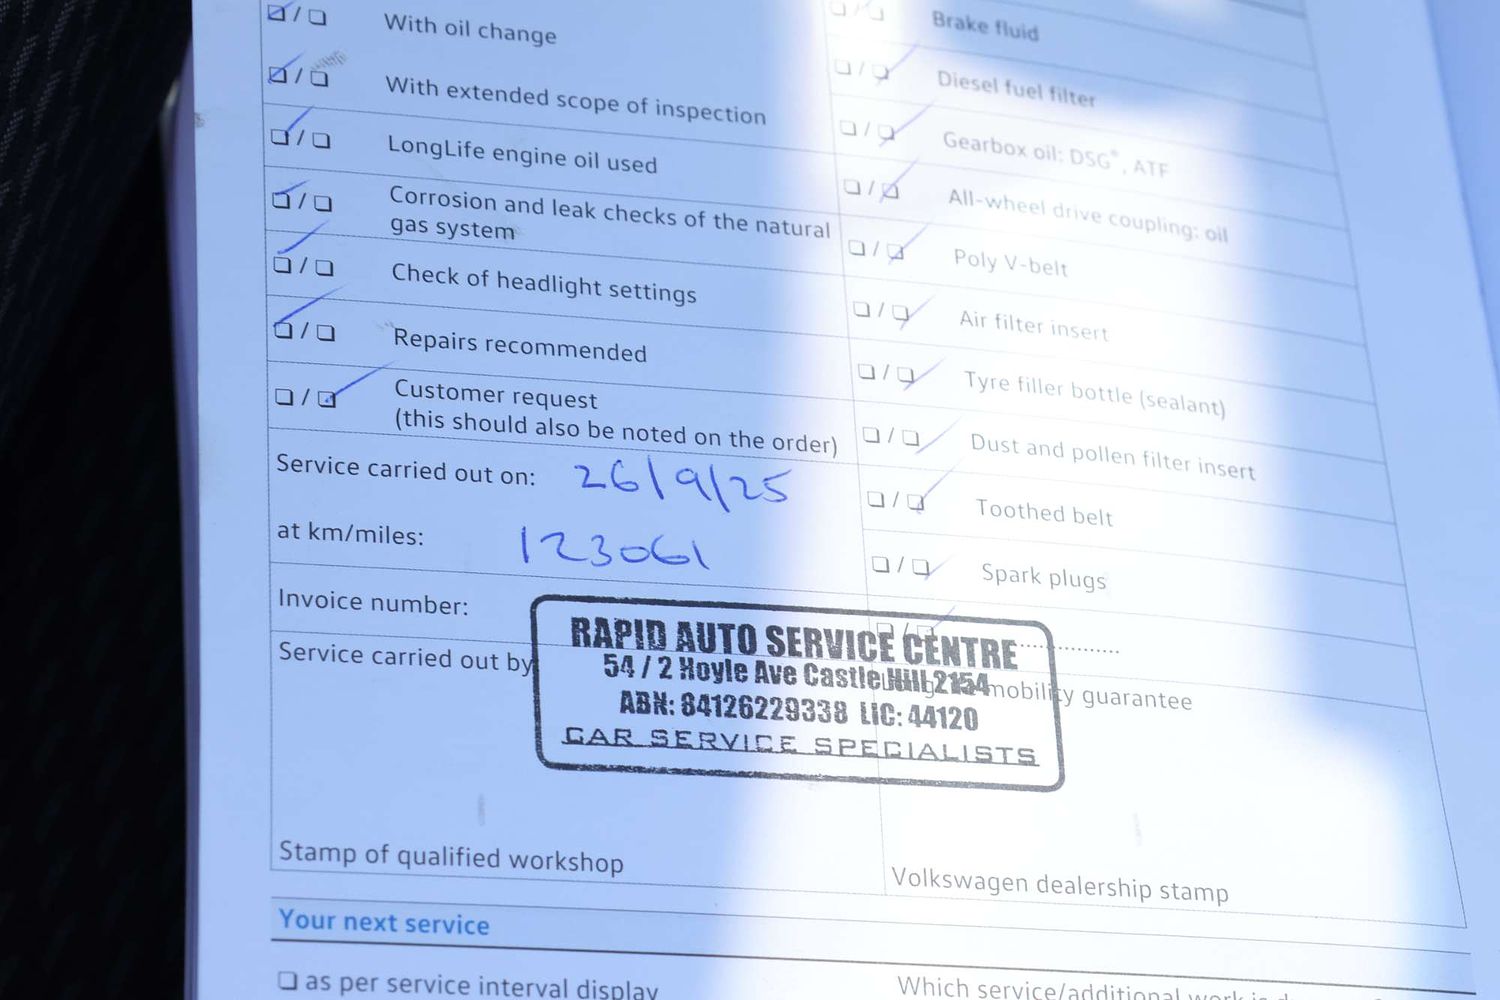 With oil change
With extended scope of inspection
LongLife engine oil used
Corrosion and leak checks of the natural
gas system
Check of headlight settings
Repairs recommended
Customer request
(this should also be noted on the order)
Service carried out on: 26/9/25
at km/miles: 123061
Invoice number:
Service carried out by
Brake fluid
Diesel fuel filter
Gearbox oil: DSG®, ATF
All-wheel drive coupling: oil
Poly V-belt
Air filter insert
Tyre filler bottle (sealant)
Dust and pollen filter insert
Toothed belt
Spark plugs
mobility guarantee
RAPID AUTO SERVICE CENTRE
54 / 2 Hoyle Ave Castle Hill 2154
ABN: 84126229338 LIC: 44120
CAR SERVICE SPECIALISTS
Stamp of qualified workshop
Volkswagen dealership stamp
Your next service
as per service interval display
Which service/additional work is